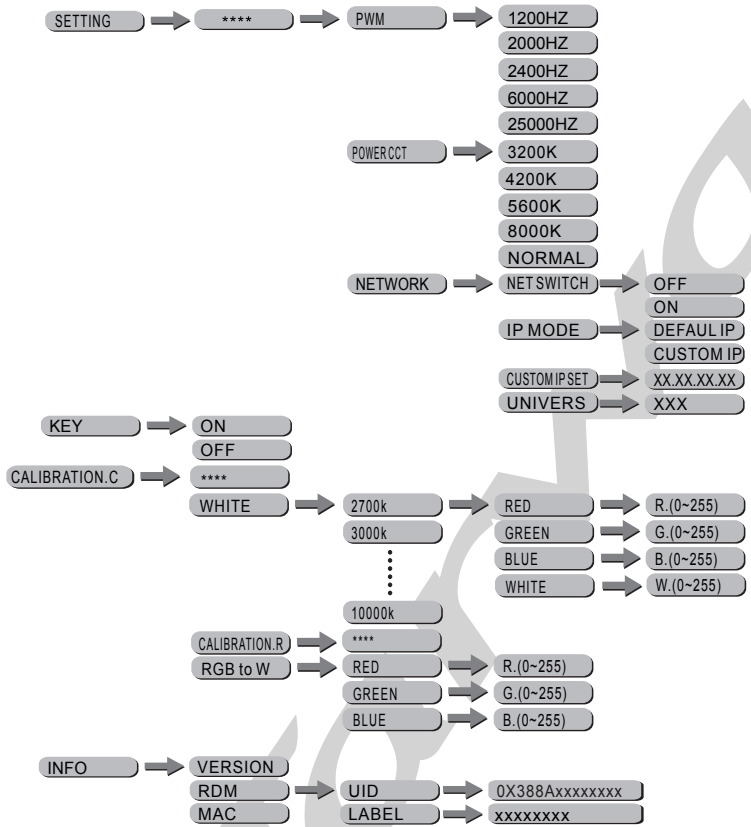 SETTING **** PWM 1200HZ
2000HZ
2400HZ
6000HZ
25000HZ
POWER CCT 3200K
4200K
5600K
8000K
NORMAL
NETWORK NET SWITCH OFF
ON
IP MODE DEFAUL IP
CUSTOM IP
CUSTOM IP SET XX.XX.XX.XX
UNIVERS XXX
KEY ON
OFF
CALIBRATION.C ****
WHITE 2700k RED R.(0~255)
3000k GREEN G.(0~255)
BLUE B.(0~255)
WHITE W.(0~255)
10000k
CALIBRATION.R ****
RGB to W RED R.(0~255)
GREEN G.(0~255)
BLUE B.(0~255)
INFO VERSION
RDM UID 0X388Axxxxxxxx
MAC LABEL xxxxxxxx